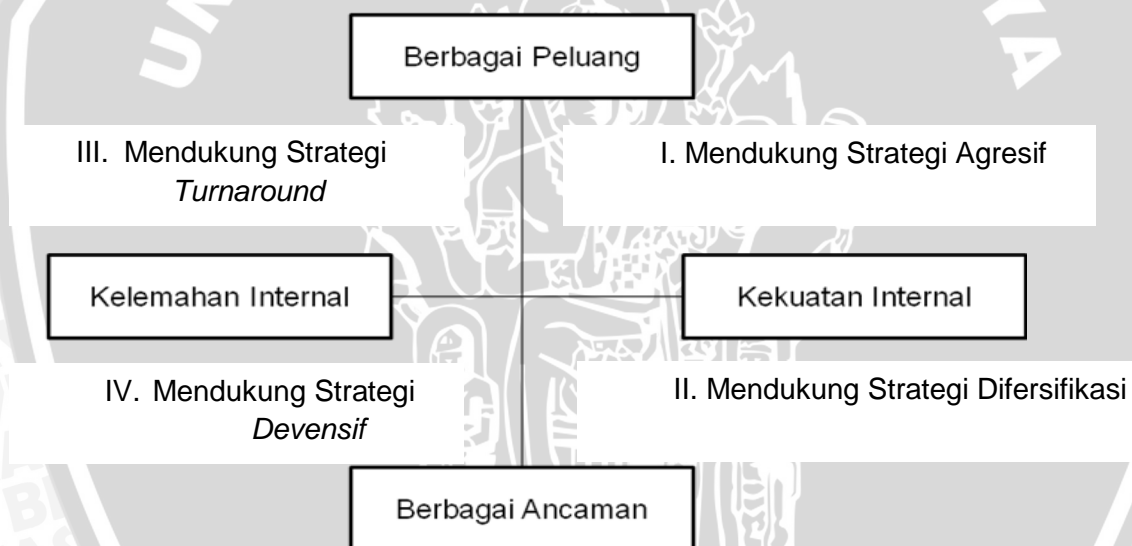 Berbagai Peluang
III. Mendukung Strategi
Turnaround
I. Mendukung Strategi Agresif
Kelemahan Internal
Kekuatan Internal
IV. Mendukung Strategi
Devensif
II. Mendukung Strategi Difersifikasi
Berbagai Ancaman